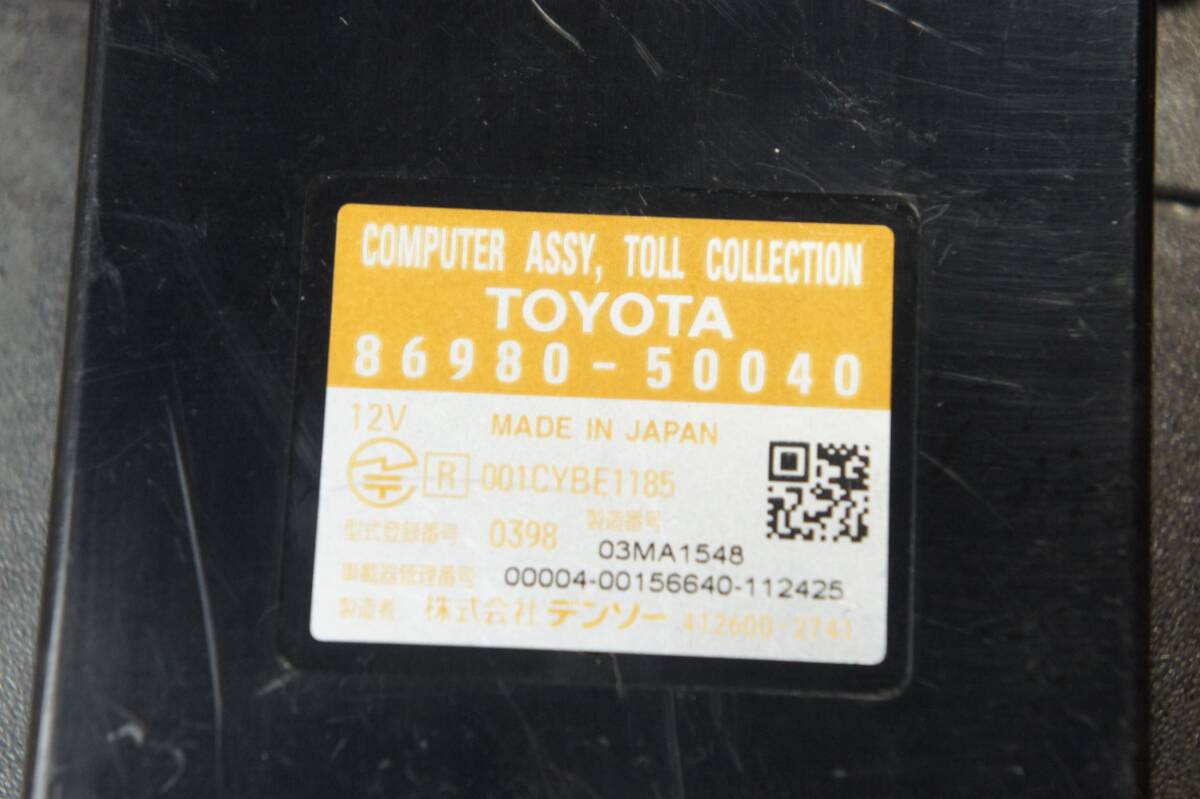 COMPUTER ASSY, TOLL COLLECTION
TOYOTA
86980-50040
12V MADE IN JAPAN
R 001CYBE1185
型式登録番号 0398 製造番号 03MA1548
車載器管理番号 00004-00156640-112425
製造者 株式会社 デンソー 412600-2741